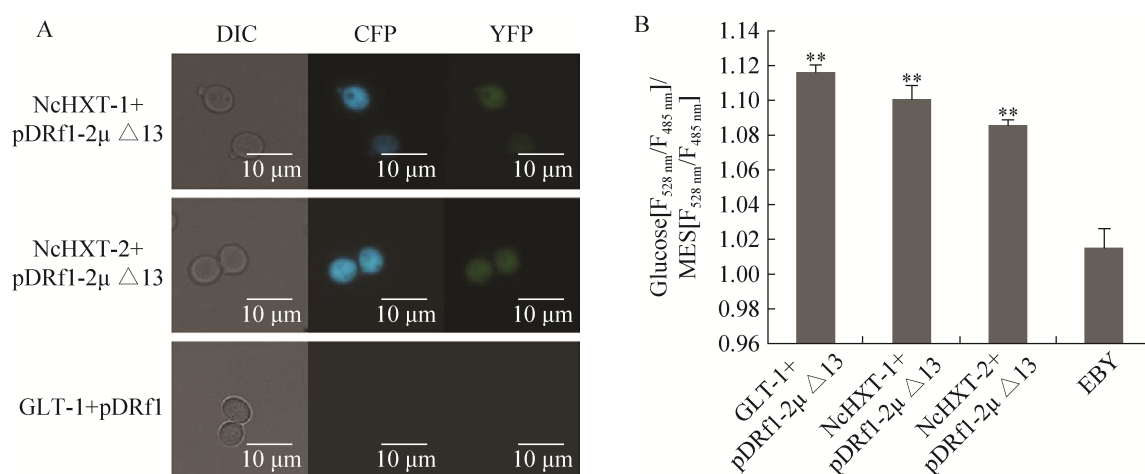 A
DIC CFP YFP
NcHXT-1+
pDRf1-2μ △13
10 μm 10 μm 10 μm
NcHXT-2+
pDRf1-2μ △13
10 μm 10 μm 10 μm
GLT-1+pDRf1
10 μm 10 μm 10 μm
B
Glucose[F528 nm/F485 nm]/
MES[F528 nm/F485 nm]
1.14
1.12
1.10
1.08
1.06
1.04
1.02
1.00
0.98
0.96
**
**
**
GLT-1+
pDRf1-2μ △13
NcHXT-1+
pDRf1-2μ △13
NcHXT-2+
pDRf1-2μ △13
EBY